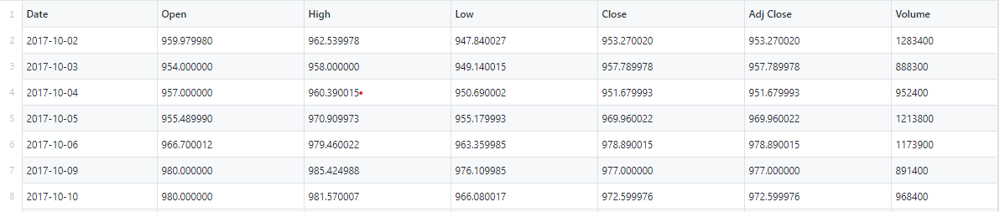 1 Date Open High Low Close Adj Close Volume
2 2017-10-02 959.979980 962.539978 947.840027 953.270020 953.270020 1283400
3 2017-10-03 954.000000 958.000000 949.140015 957.789978 957.789978 888300
4 2017-10-04 957.000000 960.390015 950.690002 951.679993 951.679993 952400
5 2017-10-05 955.489990 970.909973 955.179993 969.960022 969.960022 1213800
6 2017-10-06 966.700012 979.460022 963.359985 978.890015 978.890015 1173900
7 2017-10-09 980.000000 985.424988 976.109985 977.000000 977.000000 891400
8 2017-10-10 980.000000 981.570007 966.080017 972.599976 972.599976 968400